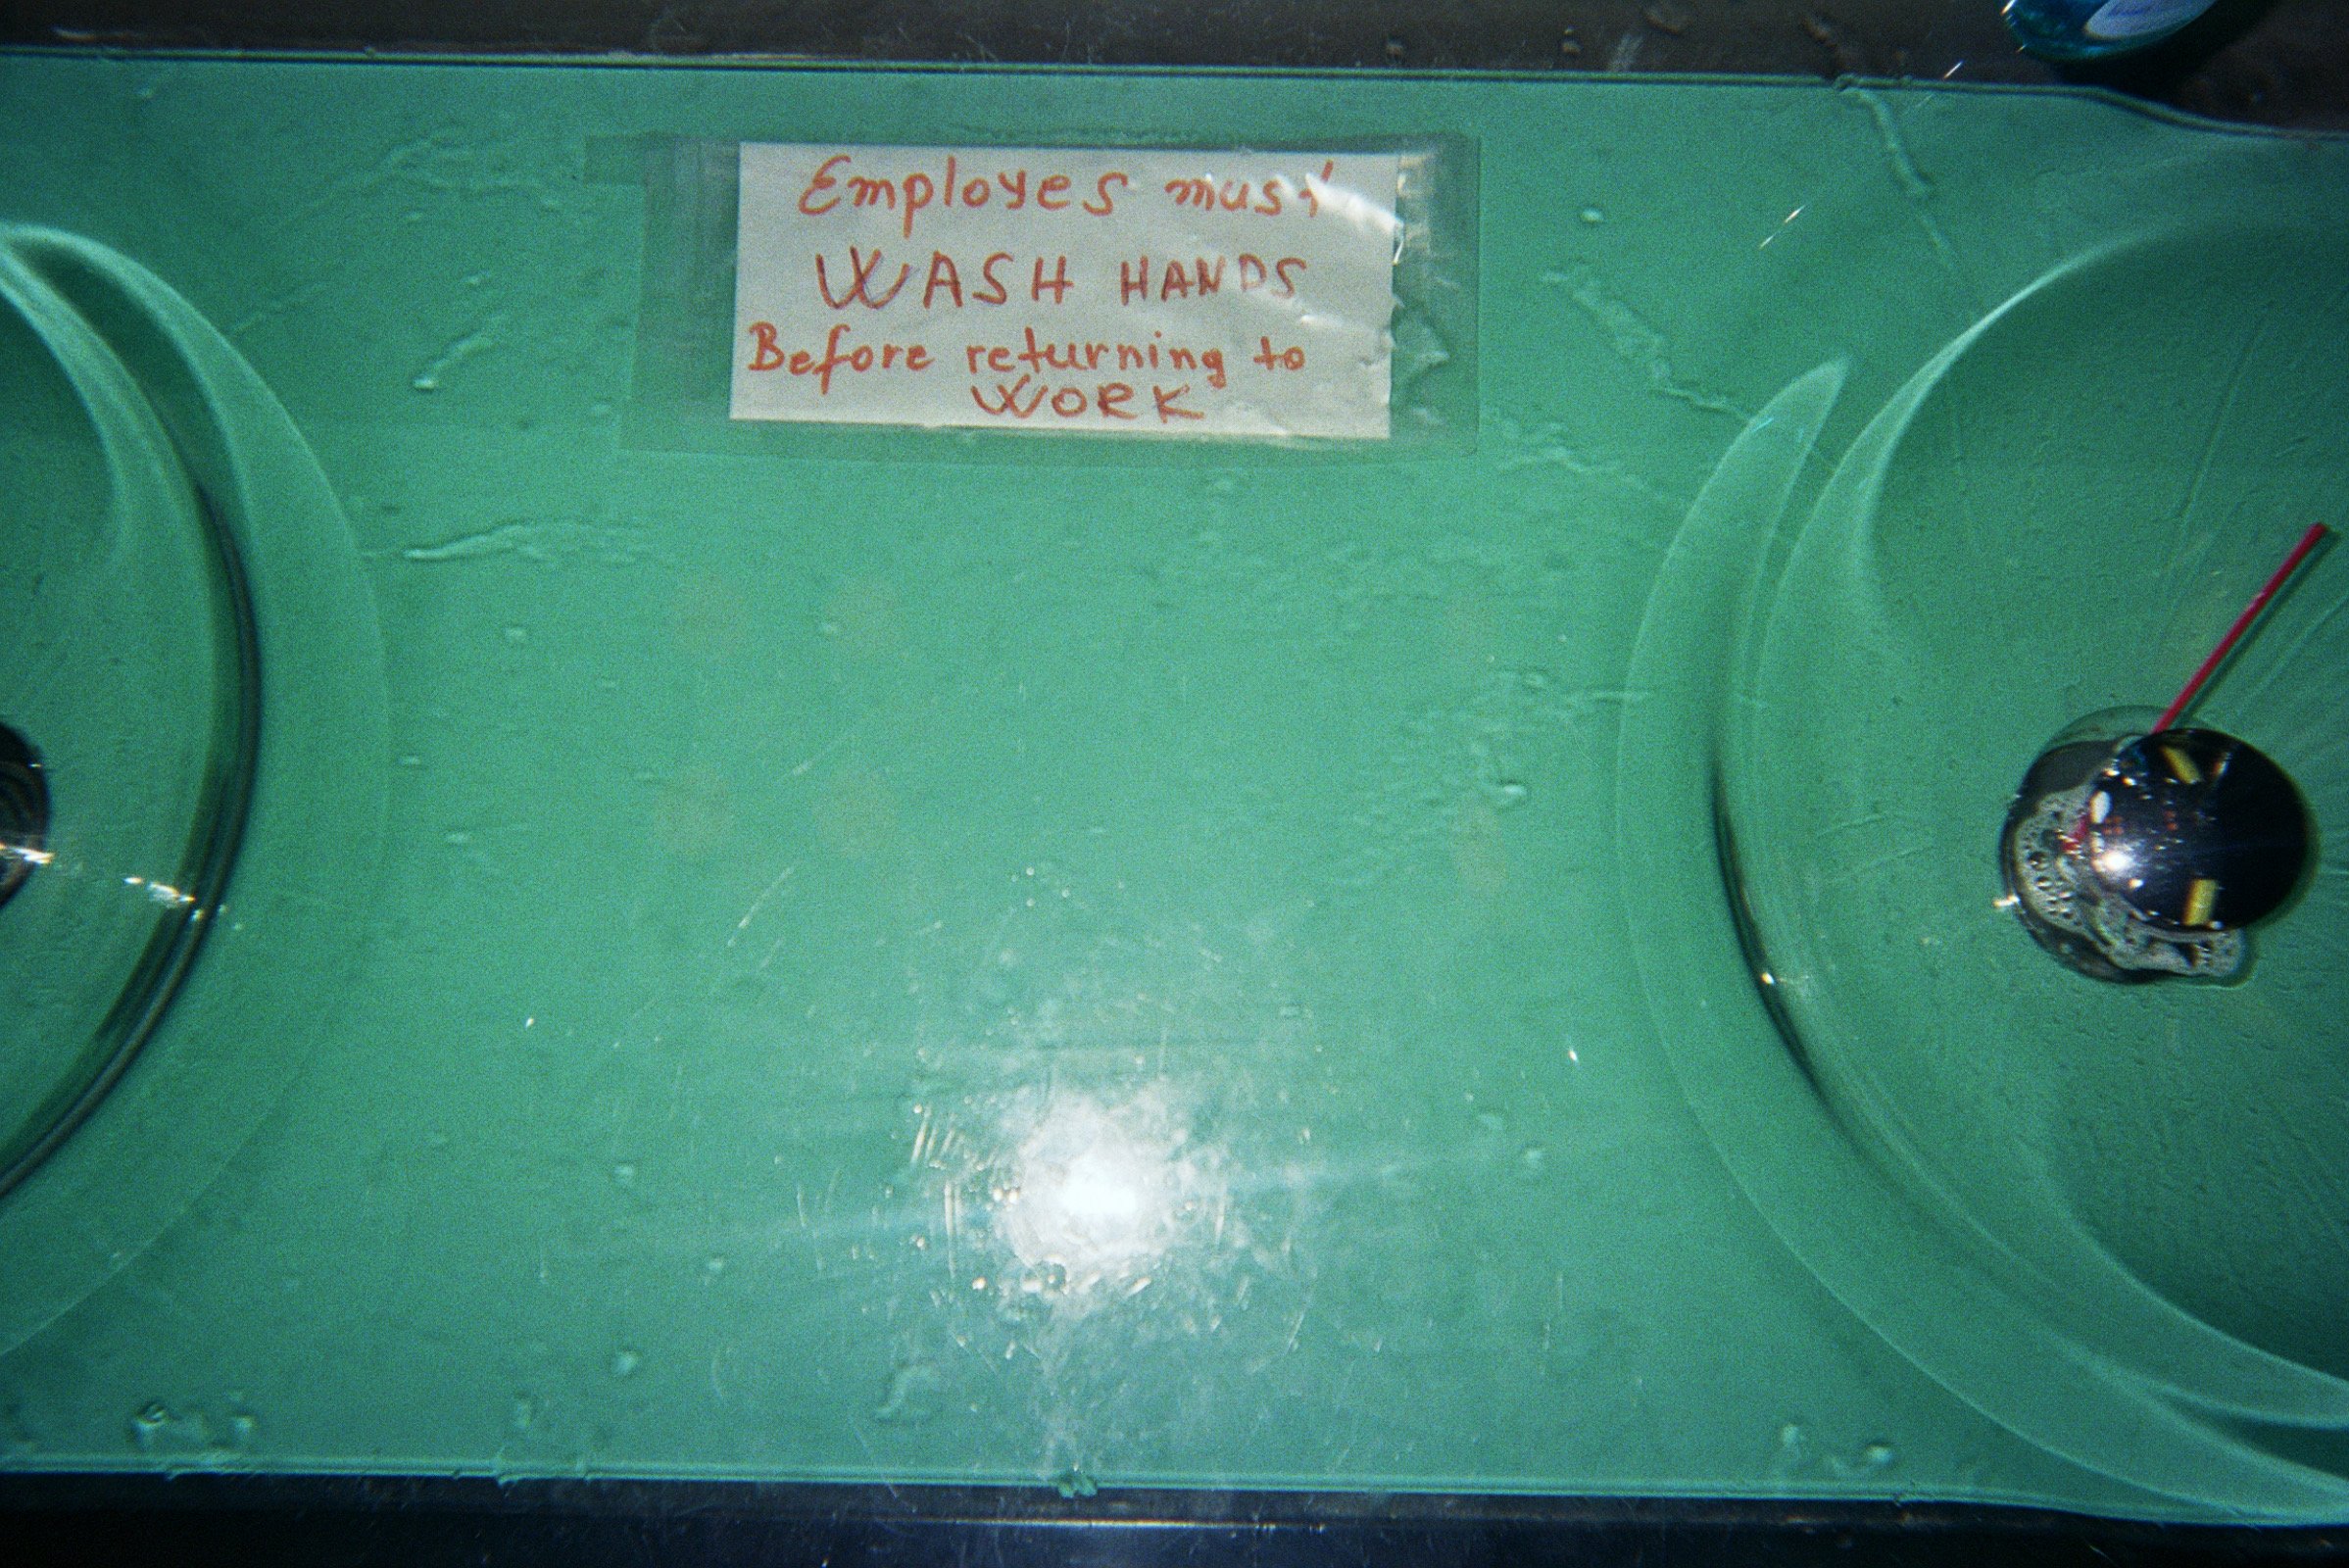 Employes must
WASH HANDS
Before returning to
WORK